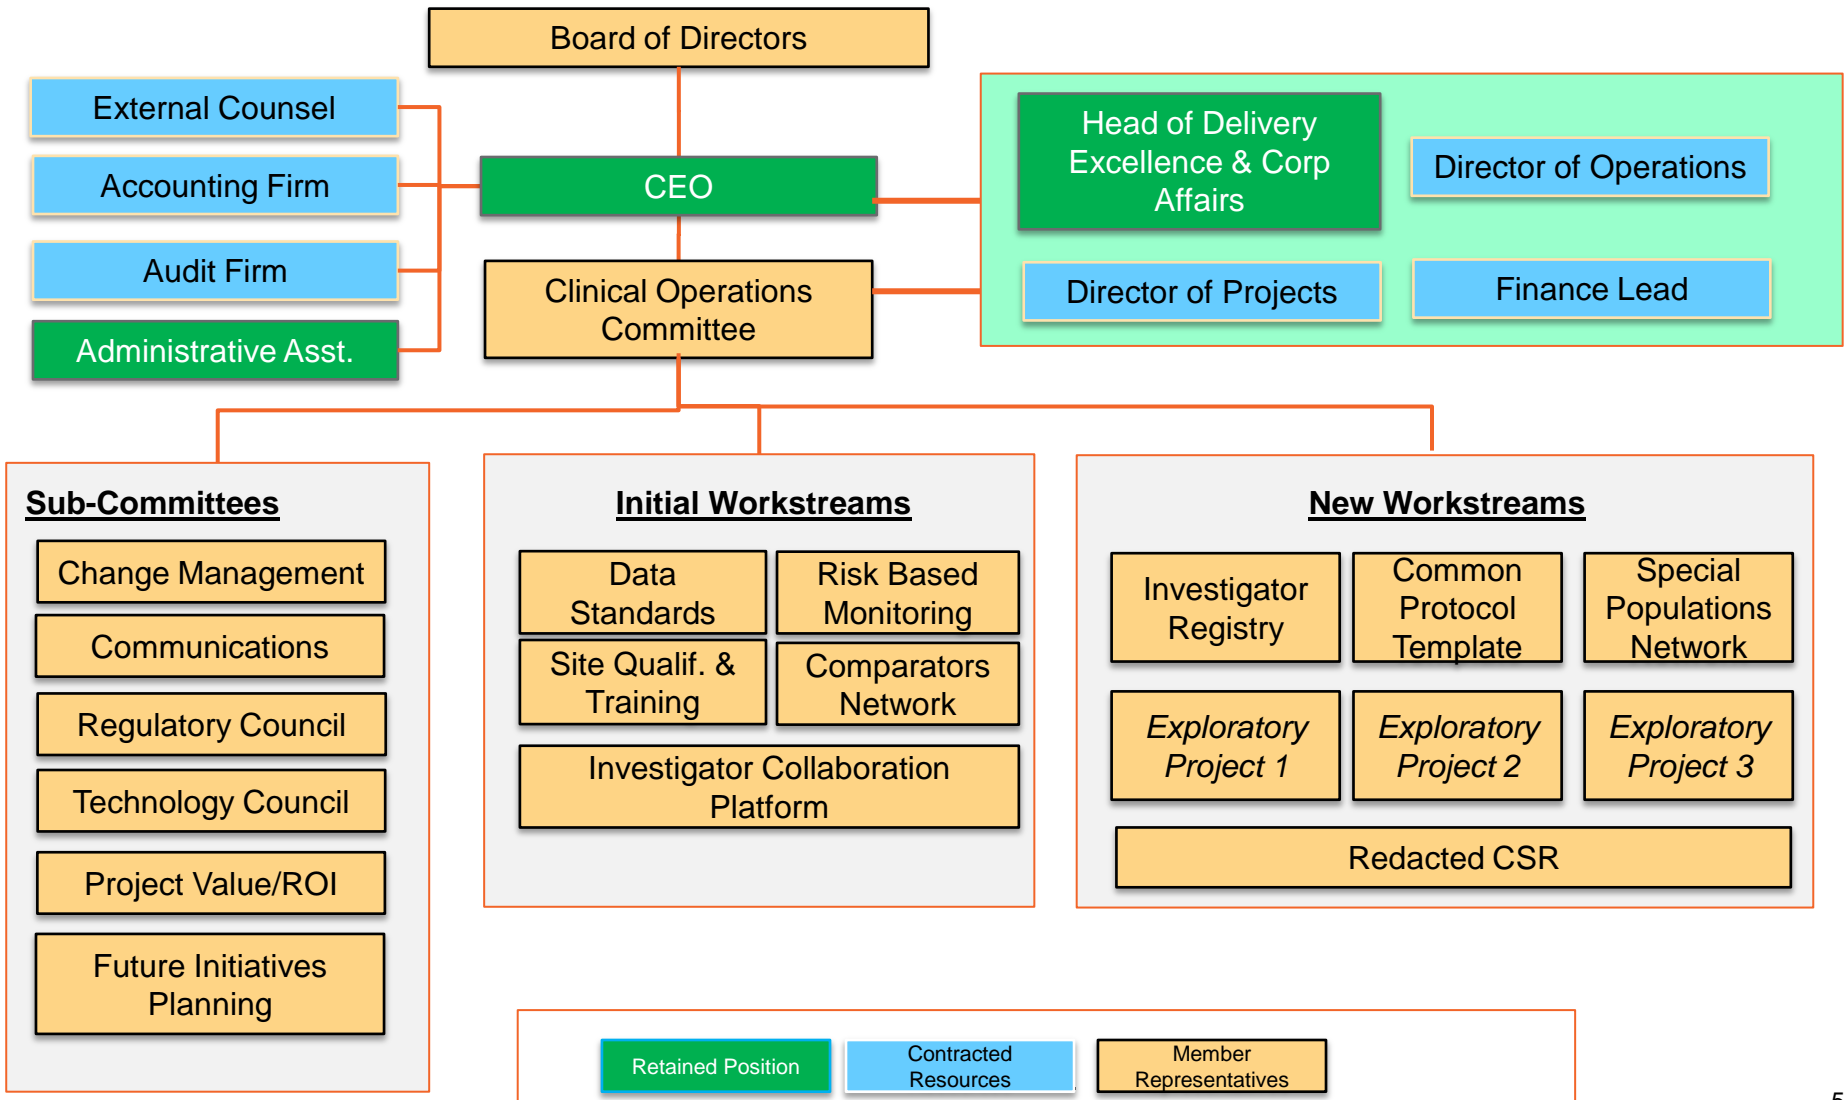 Board of Directors
External Counsel
Accounting Firm
Audit Firm
Administrative Asst.
CEO
Clinical Operations
Committee
Head of Delivery
Excellence & Corp
Affairs
Director of Operations
Director of Projects
Finance Lead
Sub-Committees
Change Management
Communications
Regulatory Council
Technology Council
Project Value/ROI
Future Initiatives
Planning
Initial Workstreams
Data
Standards
Risk Based
Monitoring
Site Qualif. &
Training
Comparators
Network
Investigator Collaboration
Platform
New Workstreams
Investigator
Registry
Common
Protocol
Template
Special
Populations
Network
Exploratory
Project 1
Exploratory
Project 2
Exploratory
Project 3
Redacted CSR
Retained Position
Contracted
Resources
Member
Representatives